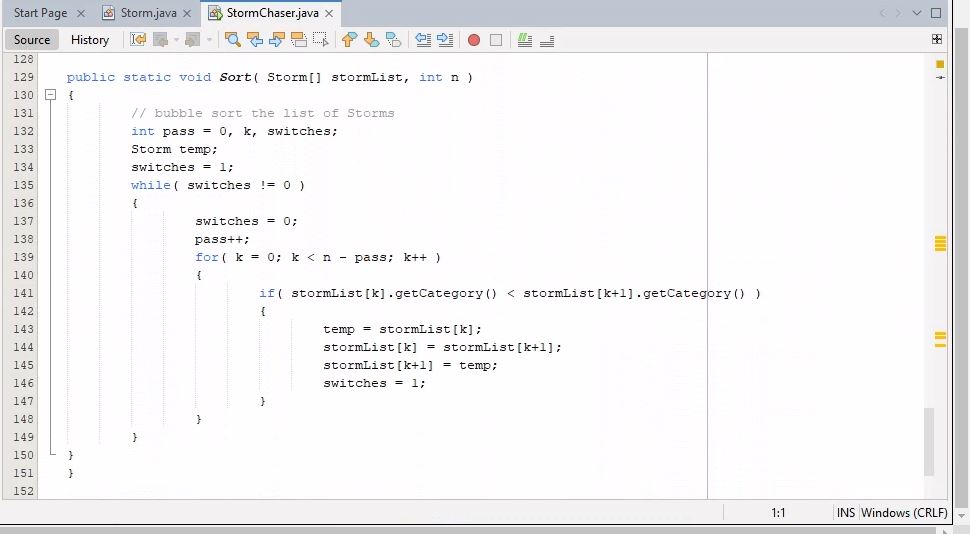 Start Page Storm.java StormChaser.java
Source History
128
129 public static void Sort( Storm[] stormList, int n )
130 {
131 // bubble sort the list of Storms
132 int pass = 0, k, switches;
133 Storm temp;
134 switches = 1;
135 while( switches != 0 )
136 {
137 switches = 0;
138 pass++;
139 for( k = 0; k < n - pass; k++ )
140 {
141 if( stormList[k].getCategory() < stormList[k+1].getCategory() )
142 {
143 temp = stormList[k];
144 stormList[k] = stormList[k+1];
145 stormList[k+1] = temp;
146 switches = 1;
147 }
148 }
149 }
150 }
151 }
152
1:1 INS Windows (CRLF)